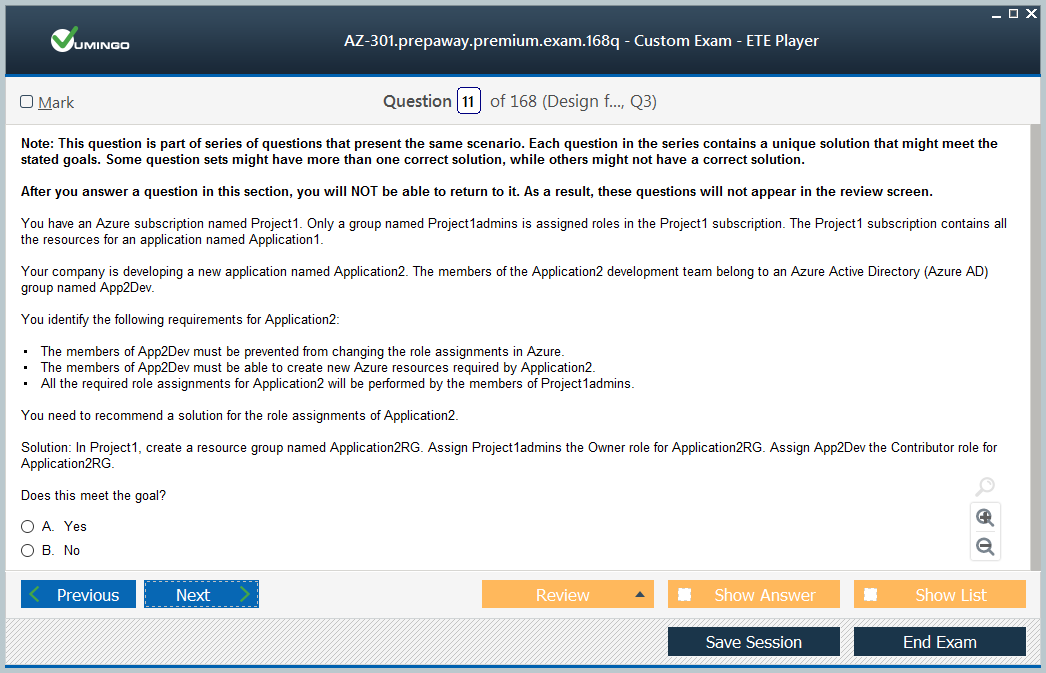 VUMINGO
AZ-301.prepaway.premium.exam.168q - Custom Exam - ETE Player
Mark
Question 11 of 168 (Design f..., Q3)
Note: This question is part of series of questions that present the same scenario. Each question in the series contains a unique solution that might meet the
stated goals. Some question sets might have more than one correct solution, while others might not have a correct solution.
After you answer a question in this section, you will NOT be able to return to it. As a result, these questions will not appear in the review screen.
You have an Azure subscription named Project1. Only a group named Project1admins is assigned roles in the Project1 subscription. The Project1 subscription contains all
the resources for an application named Application1.
Your company is developing a new application named Application2. The members of the Application2 development team belong to an Azure Active Directory (Azure AD)
group named App2Dev.
You identify the following requirements for Application2:
▪ The members of App2Dev must be prevented from changing the role assignments in Azure.
▪ The members of App2Dev must be able to create new Azure resources required by Application2.
▪ All the required role assignments for Application2 will be performed by the members of Project1admins.
You need to recommend a solution for the role assignments of Application2.
Solution: In Project1, create a resource group named Application2RG. Assign Project1admins the Owner role for Application2RG. Assign App2Dev the Contributor role for
Application2RG.
Does this meet the goal?
A. Yes
B. No
Previous
Next
Review
Show Answer
Show List
Save Session
End Exam